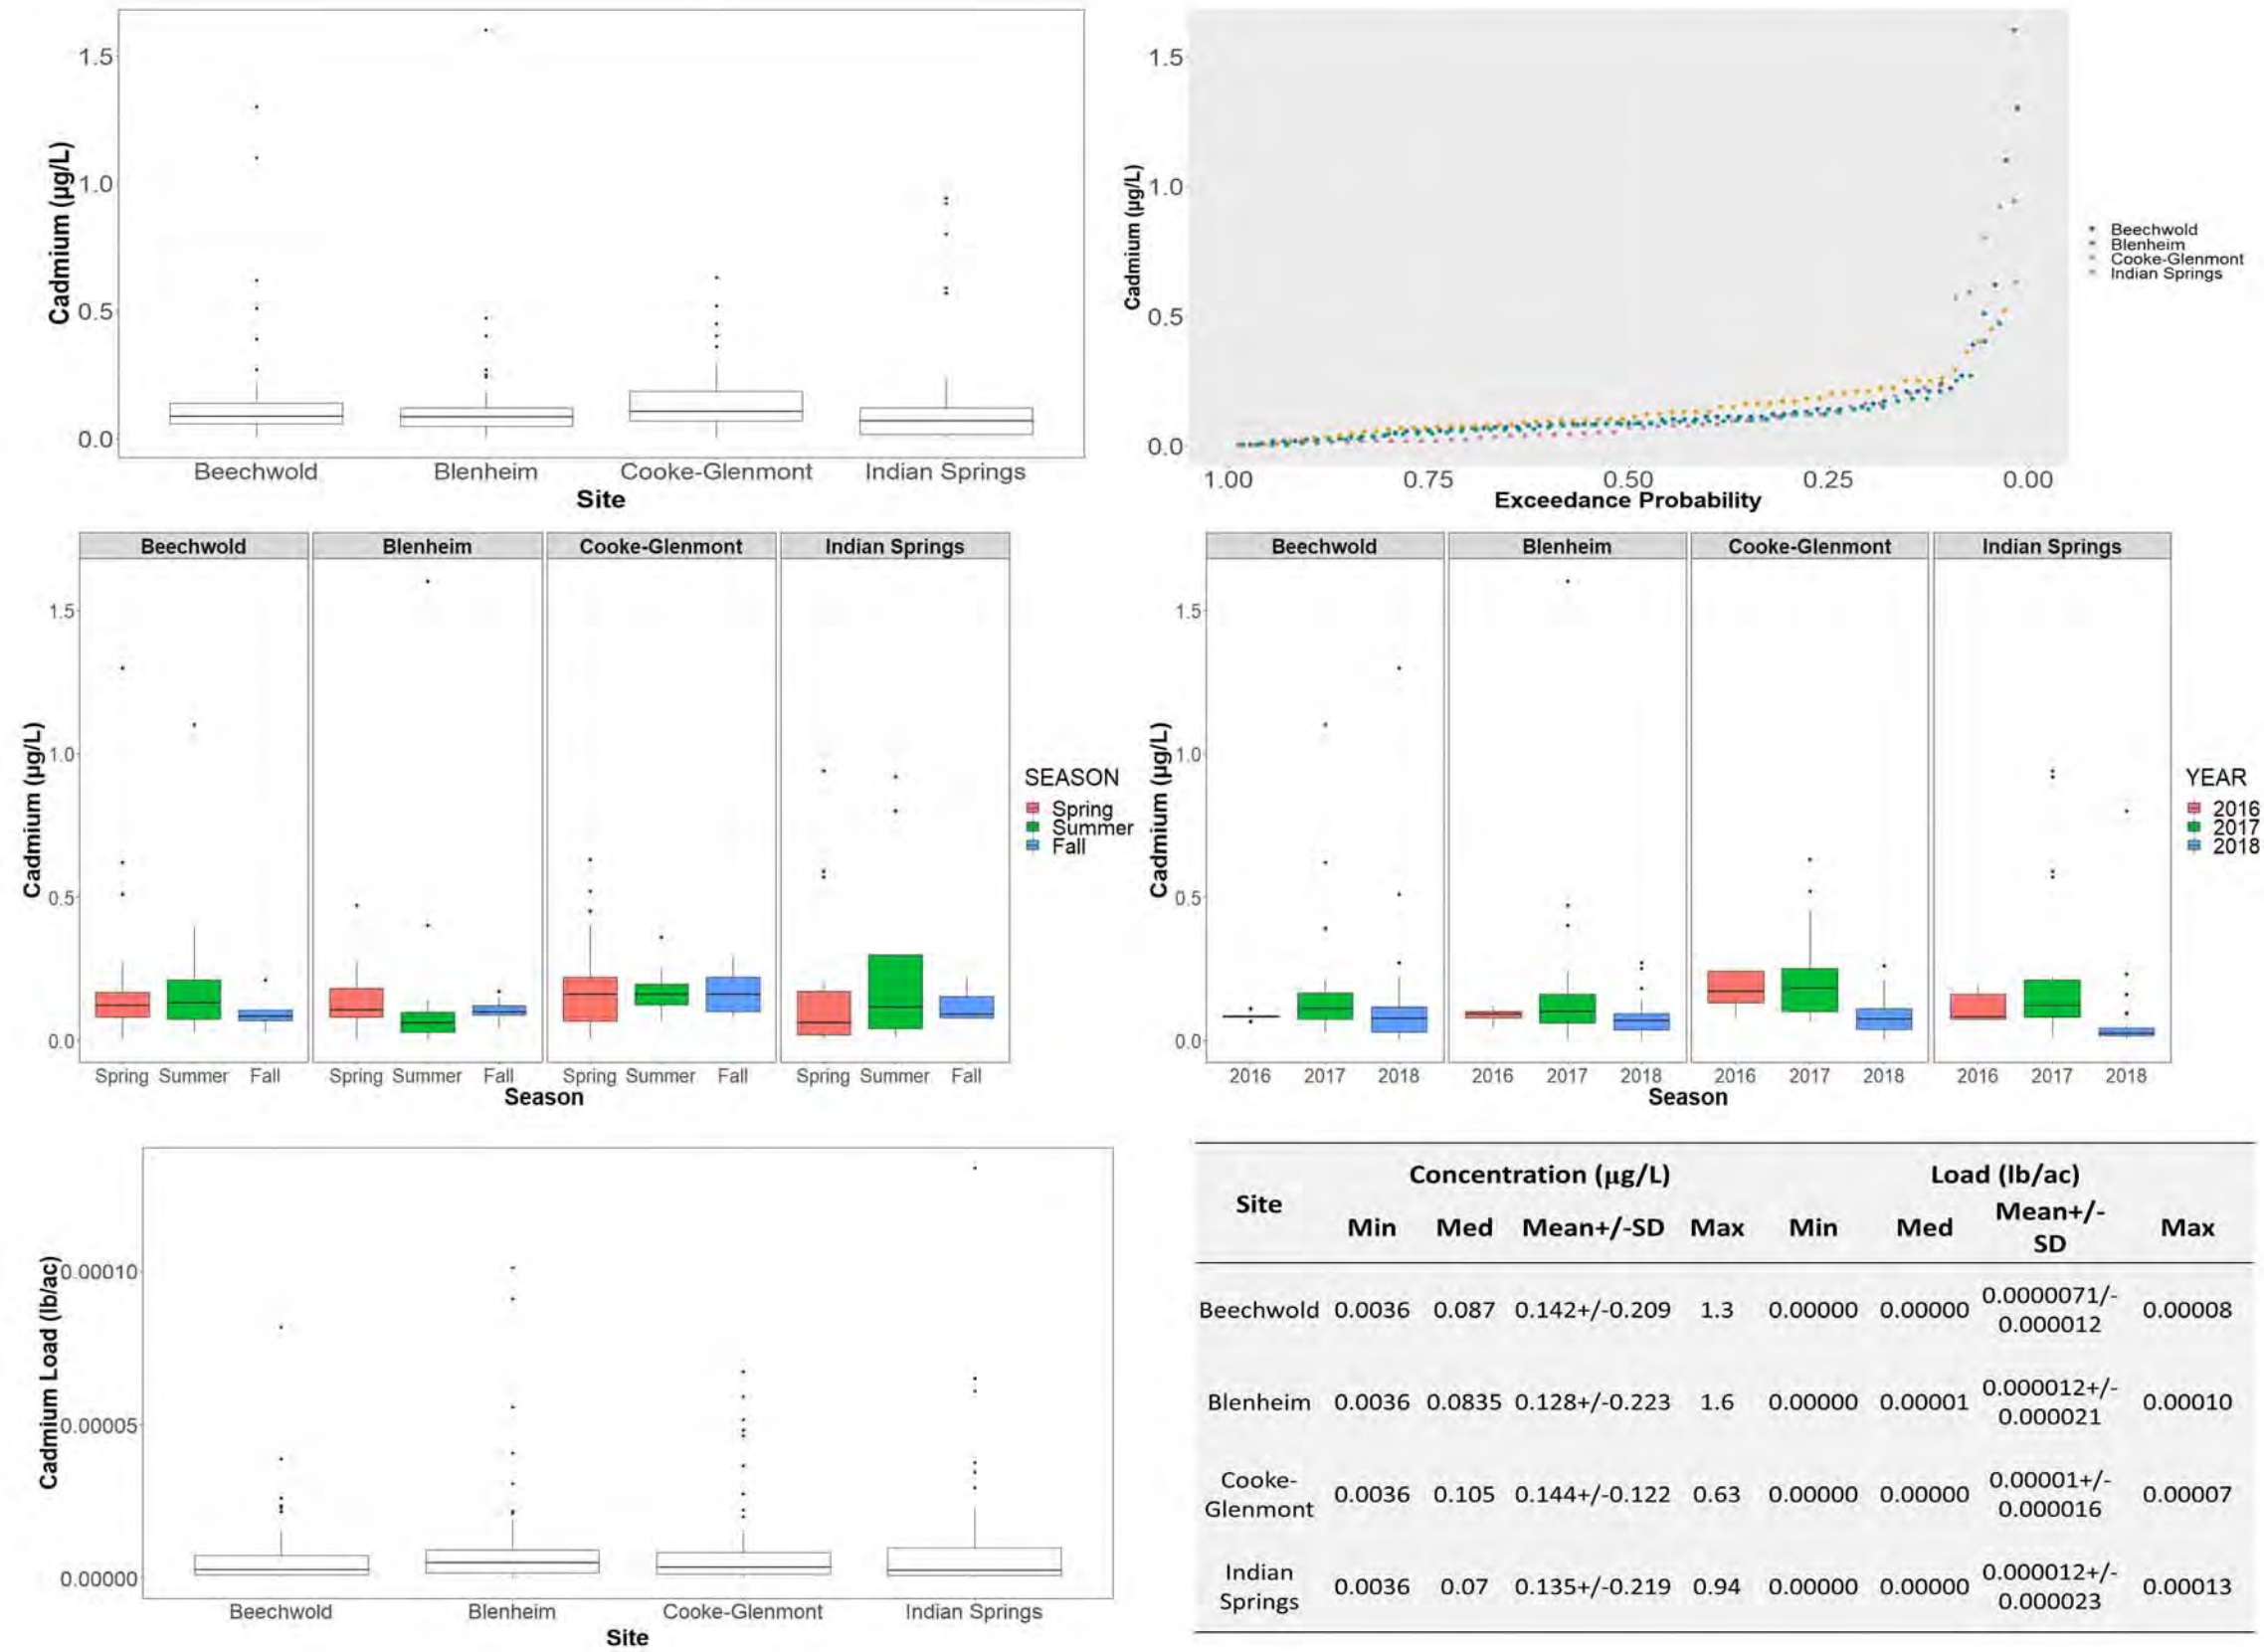 1.5
1.0
0.5
0.0
Cadmium (µg/L)
Beechwold Blenheim Cooke-Glenmont Indian Springs
Site
1.5
1.0
0.5
0.0
Cadmium (µg/L)
1.00 0.75 0.50 0.25 0.00
Exceedance Probability
Beechwold
Blenheim
Cooke-Glenmont
Indian Springs
Beechwold Blenheim Cooke-Glenmont Indian Springs
1.5
1.0
0.5
0.0
Cadmium (µg/L)
Spring Summer Fall Spring Summer Fall Spring Summer Fall Spring Summer Fall
Season
SEASON
Spring
Summer
Fall
Beechwold Blenheim Cooke-Glenmont Indian Springs
1.5
1.0
0.5
0.0
Cadmium (µg/L)
2016 2017 2018 2016 2017 2018 2016 2017 2018 2016 2017 2018
Season
YEAR
2016
2017
2018
0.00010
0.00005
0.00000
Cadmium Load (lb/ac)
Beechwold Blenheim Cooke-Glenmont Indian Springs
Site
Concentration (µg/L) Load (lb/ac)
Site Min Med Mean+/-SD Max Min Med Mean+/-
SD Max
Beechwold 0.0036 0.087 0.142+/-0.209 1.3 0.00000 0.00000 0.0000071/-
0.000012 0.00008
Blenheim 0.0036 0.0835 0.128+/-0.223 1.6 0.00000 0.00001 0.000012+/-
0.000021 0.00010
Cooke-
Glenmont 0.0036 0.105 0.144+/-0.122 0.63 0.00000 0.00000 0.00001+/-
0.000016 0.00007
Indian
Springs 0.0036 0.07 0.135+/-0.219 0.94 0.00000 0.00000 0.000012+/-
0.000023 0.00013